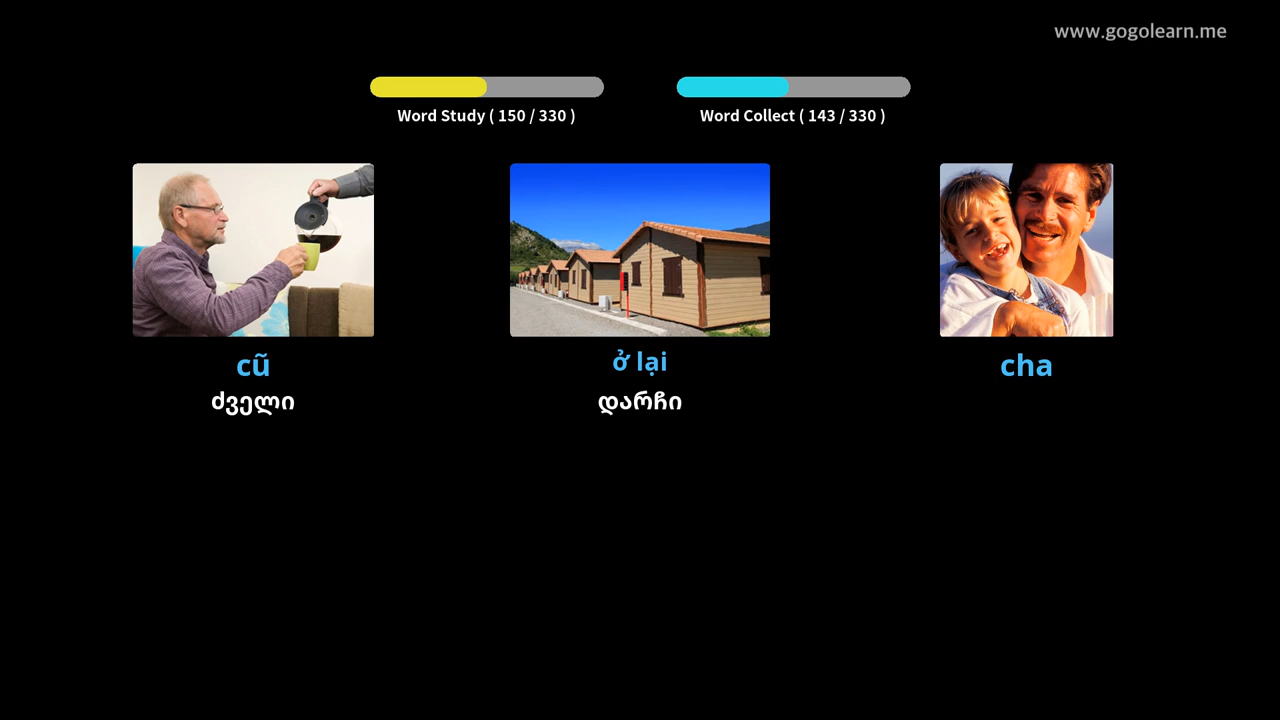 www.gogolearn.me
Word Study ( 150 / 330 )
Word Collect ( 143 / 330 )
cũ
ở lại
cha
ძველი
დარჩი